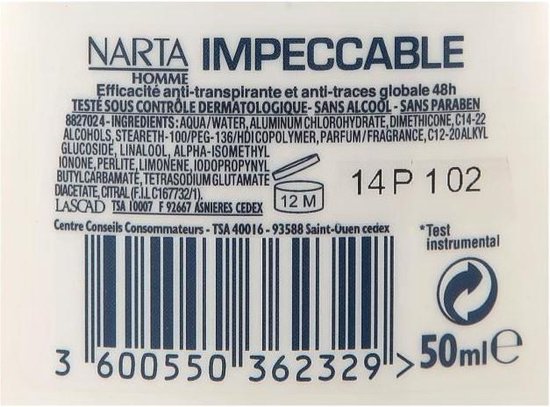 NARTA IMPECCABLE
HOMME
Efficacité anti-transpirante et anti-traces globale 48h
TESTÉ SOUS CONTRÔLE DERMATOLOGIQUE - SANS ALCOOL - SANS PARABEN
8827024 - INGREDIENTS: AQUA/WATER, ALUMINUM CHLOROHYDRATE, DIMETHICONE, C14-22
ALCOHOLS, STEARETH-100/PEG-136/HDI COPOLYMER, PARFUM/FRAGRANCE, C12-20 ALKYL
GLUCOSIDE, LINALOOL, ALPHA-ISOMETHYL
IONONE, PERLITE, LIMONENE, IODOPROPYNYL
BUTYLCARBAMATE, TETRASODIUM GLUTAMATE
DIACETATE, CITRAL (F.I.L C167732/1).
LASCAD TSA 10007 F 92667 ASNIERES CEDEX
12 M
14P102
Centre Conseils Consommateurs - TSA 40016 - 93588 Saint-Ouen cedex
*Test
instrumental
3 600550 362329 >
50ml e